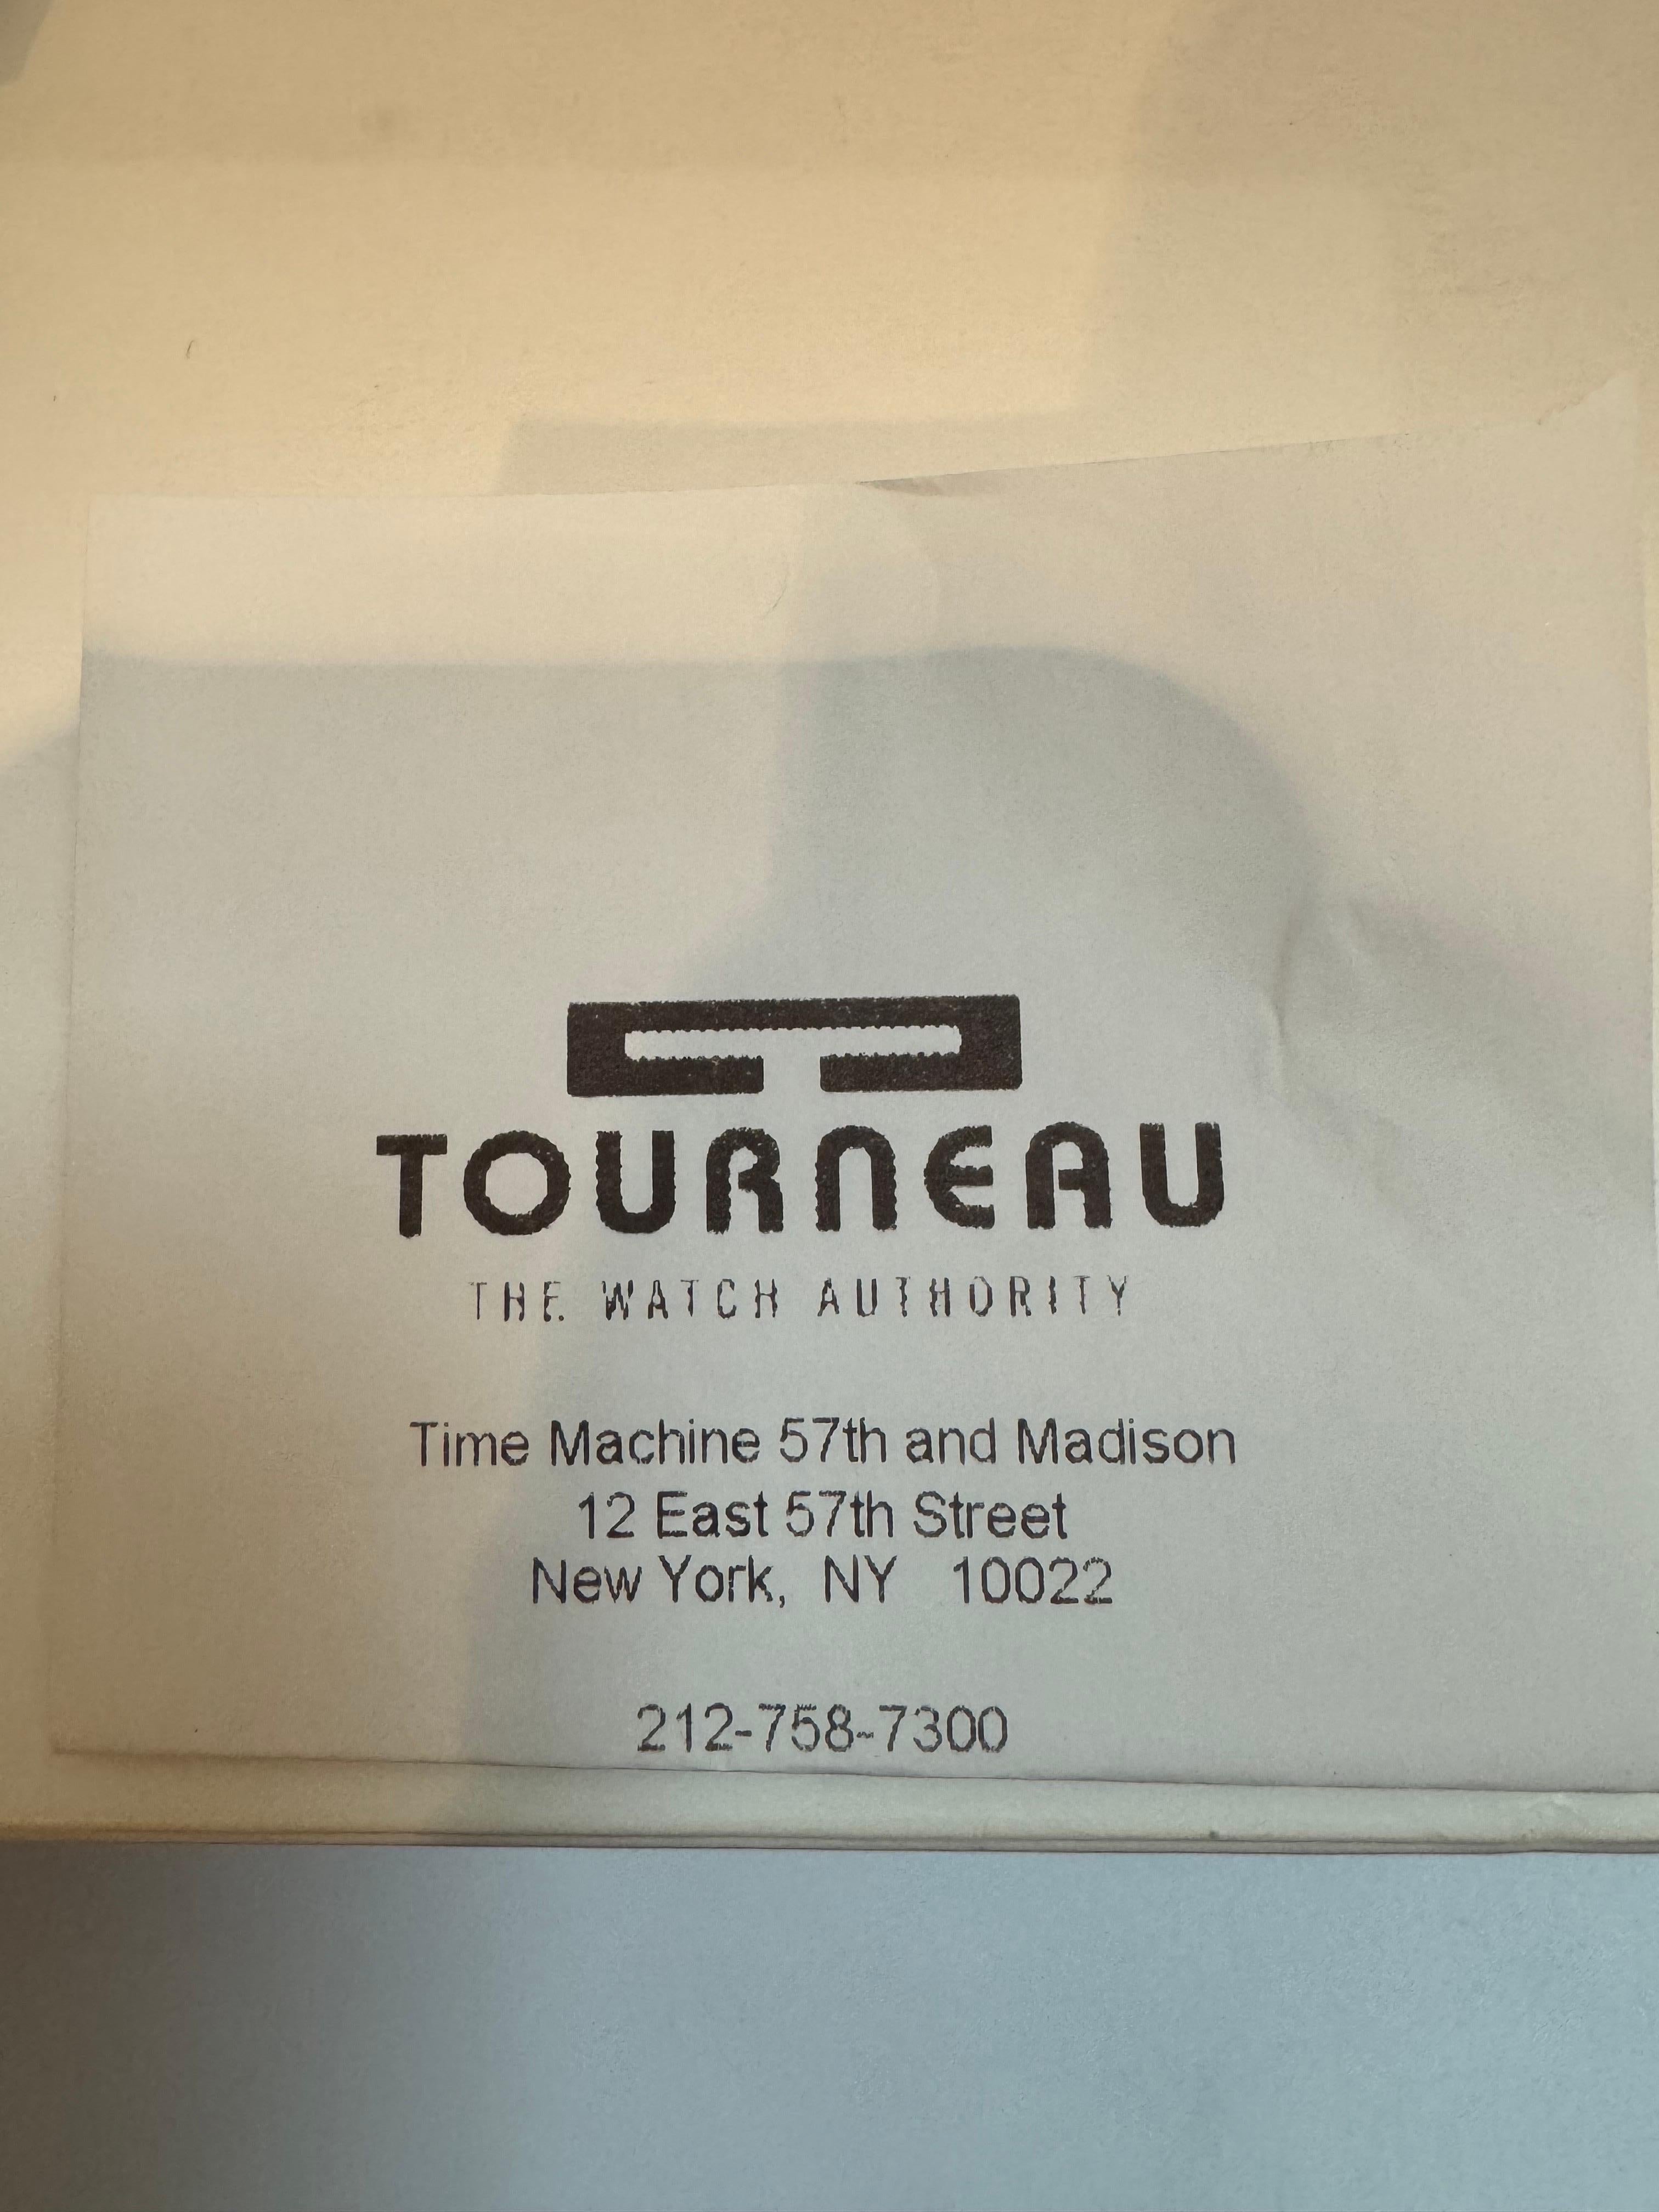 TOURNEAU
THE WATCH AUTHORITY
Time Machine 57th and Madison
12 East 57th Street
New York, NY 10022
212-758-7300